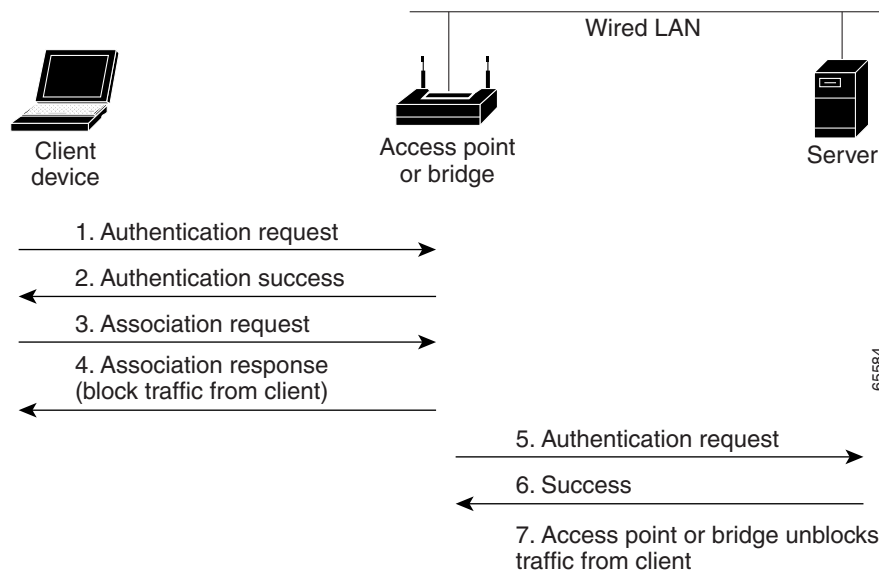 Wired LAN
Client
device
Access point
or bridge
Server
1. Authentication request
2. Authentication success
3. Association request
4. Association response
(block traffic from client)
65584
5. Authentication request
6. Success
7. Access point or bridge unblocks
traffic from client